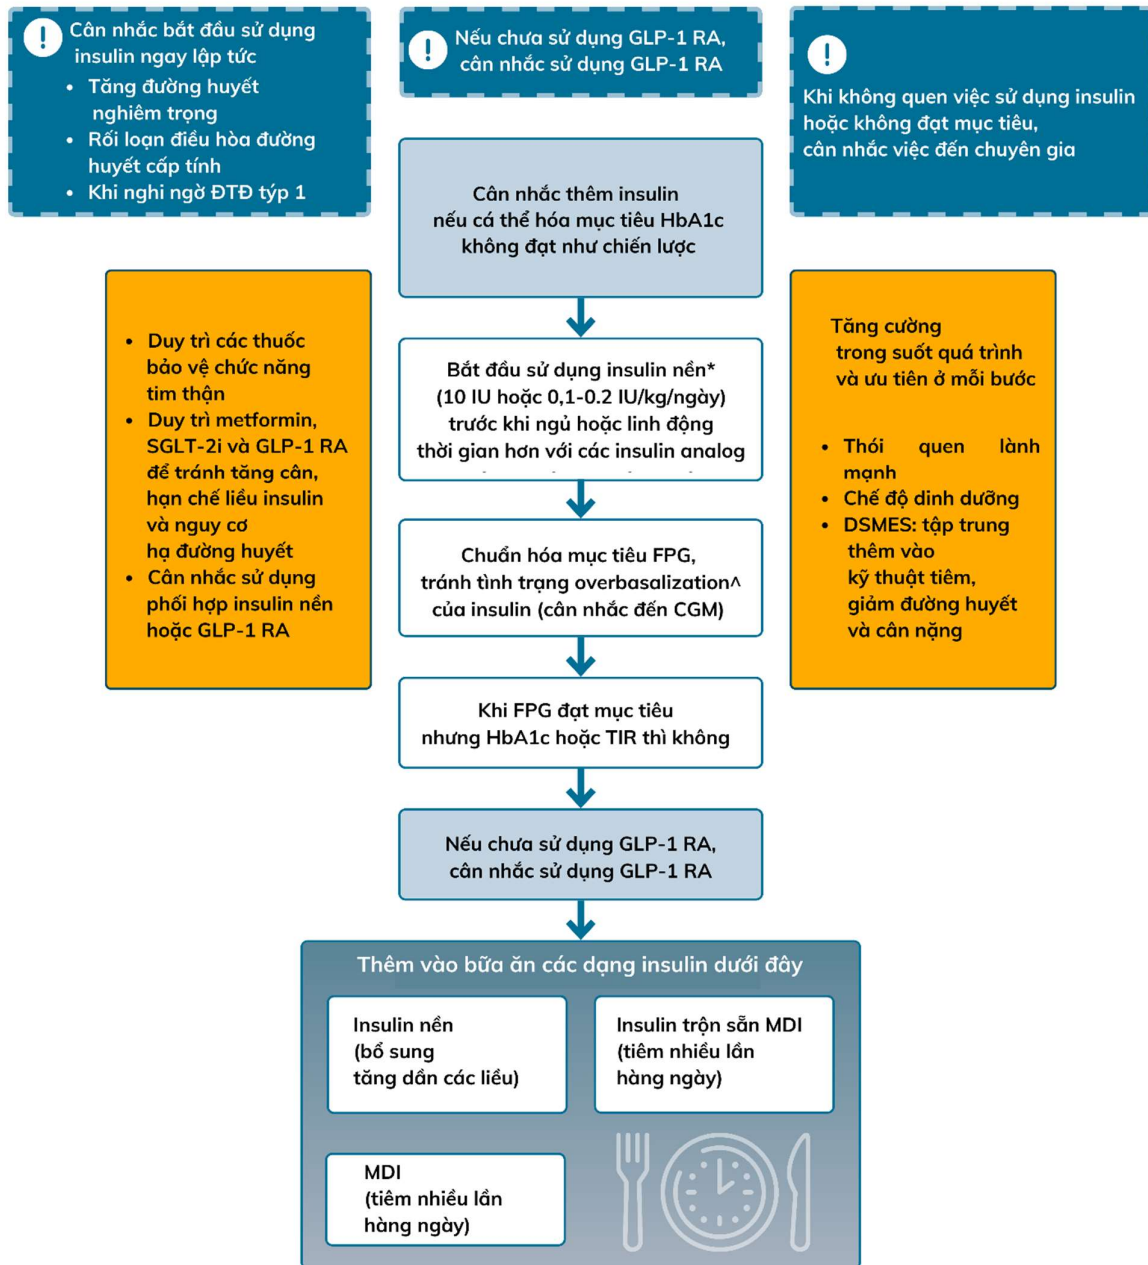 Cân nhắc bắt đầu sử dụng
insulin ngay lập tức
• Tăng đường huyết
nghiêm trọng
• Rối loạn điều hòa đường
huyết cấp tính
• Khi nghi ngờ ĐTĐ týp 1
Nếu chưa sử dụng GLP-1 RA,
cân nhắc sử dụng GLP-1 RA
Khi không quen việc sử dụng insulin
hoặc không đạt mục tiêu,
cân nhắc việc đến chuyên gia
Cân nhắc thêm insulin
nếu cá thể hóa mục tiêu HbA1c
không đạt như chiến lược
• Duy trì các thuốc
bảo vệ chức năng
tim thận
• Duy trì metformin,
SGLT-2i và GLP-1 RA
để tránh tăng cân,
hạn chế liều insulin
và nguy cơ
hạ đường huyết
• Cân nhắc sử dụng
phối hợp insulin nền
hoặc GLP-1 RA
Bắt đầu sử dụng insulin nền*
(10 IU hoặc 0,1-0.2 IU/kg/ngày)
trước khi ngủ hoặc linh động
thời gian hơn với các insulin analog
Tăng cường
trong suốt quá trình
và ưu tiên ở mỗi bước
• Thói quen lành
mạnh
• Chế độ dinh dưỡng
• DSMES: tập trung
thêm vào
kỹ thuật tiêm,
giảm đường huyết
và cân nặng
Chuẩn hóa mục tiêu FPG,
tránh tình trạng overbasalization^
của insulin (cân nhắc đến CGM)
Khi FPG đạt mục tiêu
nhưng HbA1c hoặc TIR thì không
Nếu chưa sử dụng GLP-1 RA,
cân nhắc sử dụng GLP-1 RA
Thêm vào bữa ăn các dạng insulin dưới đây
Insulin nền
(bổ sung
tăng dần các liều)
Insulin trộn sẵn MDI
(tiêm nhiều lần
hàng ngày)
MDI
(tiêm nhiều lần
hàng ngày)